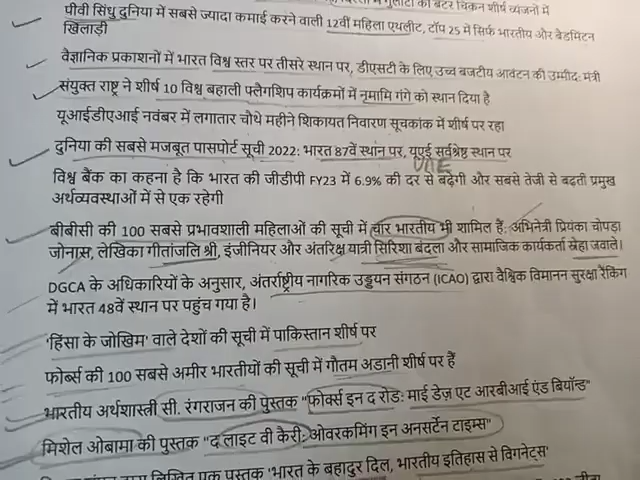 में गुलाटी का बटर चिकन शीर्ष व्यंजनों में
पीवी सिंधु दुनिया में सबसे ज्यादा कमाई करने वाली 12वीं महिला एथलीट, टॉप 25 में सिर्फ भारतीय और बैडमिंटन
खिलाड़ी
वैज्ञानिक प्रकाशनों में भारत विश्व स्तर पर तीसरे स्थान पर, डीएसटी के लिए उच्च बजटीय आवंटन की उम्मीद: मंत्री
संयुक्त राष्ट्र ने शीर्ष 10 विश्व बहाली फ्लैगशिप कार्यक्रमों में नमामि गंगे को स्थान दिया है
यूआईडीएआई नवंबर में लगातार चौथे महीने शिकायत निवारण सूचकांक में शीर्ष पर रहा
दुनिया की सबसे मजबूत पासपोर्ट सूची 2022: भारत 87वें स्थान पर, यूएई सर्वश्रेष्ठ स्थान पर
UAE
विश्व बैंक का कहना है कि भारत की जीडीपी FY23 में 6.9% की दर से बढ़ेगी और सबसे तेजी से बढ़ती प्रमुख
अर्थव्यवस्थाओं में से एक रहेगी
बीबीसी की 100 सबसे प्रभावशाली महिलाओं की सूची में चार भारतीय भी शामिल हैं: अभिनेत्री प्रियंका चोपड़ा
जोनास, लेखिका गीतांजलि श्री, इंजीनियर और अंतरिक्ष यात्री सिरिशा बंदला और सामाजिक कार्यकर्ता स्नेहा जवाले।
DGCA के अधिकारियों के अनुसार, अंतर्राष्ट्रीय नागरिक उड्डयन संगठन (ICAO) द्वारा वैश्विक विमानन सुरक्षा रैंकिंग
में भारत 48वें स्थान पर पहुंच गया है।
'हिंसा के जोखिम' वाले देशों की सूची में पाकिस्तान शीर्ष पर
फोर्ब्स की 100 सबसे अमीर भारतीयों की सूची में गौतम अडानी शीर्ष पर हैं
भारतीय अर्थशास्त्री सी. रंगराजन की पुस्तक "फोर्क्स इन द रोड: माई डेज़ एट आरबीआई एंड बियॉन्ड"
मिशेल ओबामा की पुस्तक "द लाइट वी कैरी: ओवरकमिंग इन अनसर्टेन टाइम्स"
लिखित एक पुस्तक 'भारत के बहादुर दिल, भारतीय इतिहास से विगनेट्स'